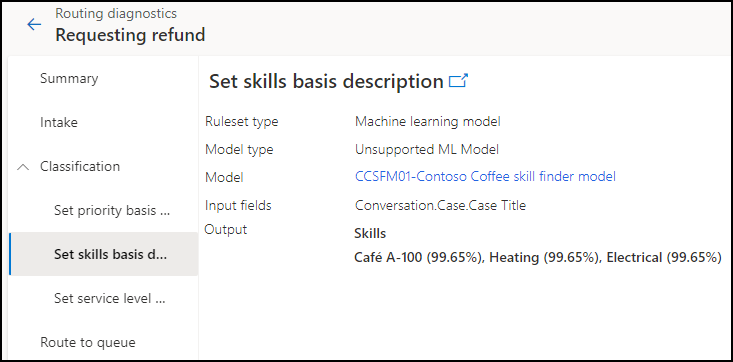 Routing diagnostics
Requesting refund
Summary
Intake
Classification
Set priority basis ...
Set skills basis d...
Set service level ...
Route to queue
Set skills basis description
Ruleset type Machine learning model
Model type Unsupported ML Model
Model CCSFM01-Contoso Coffee skill finder model
Input fields Conversation.Case.Case Title
Output Skills
Café A-100 (99.65%), Heating (99.65%), Electrical (99.65%)